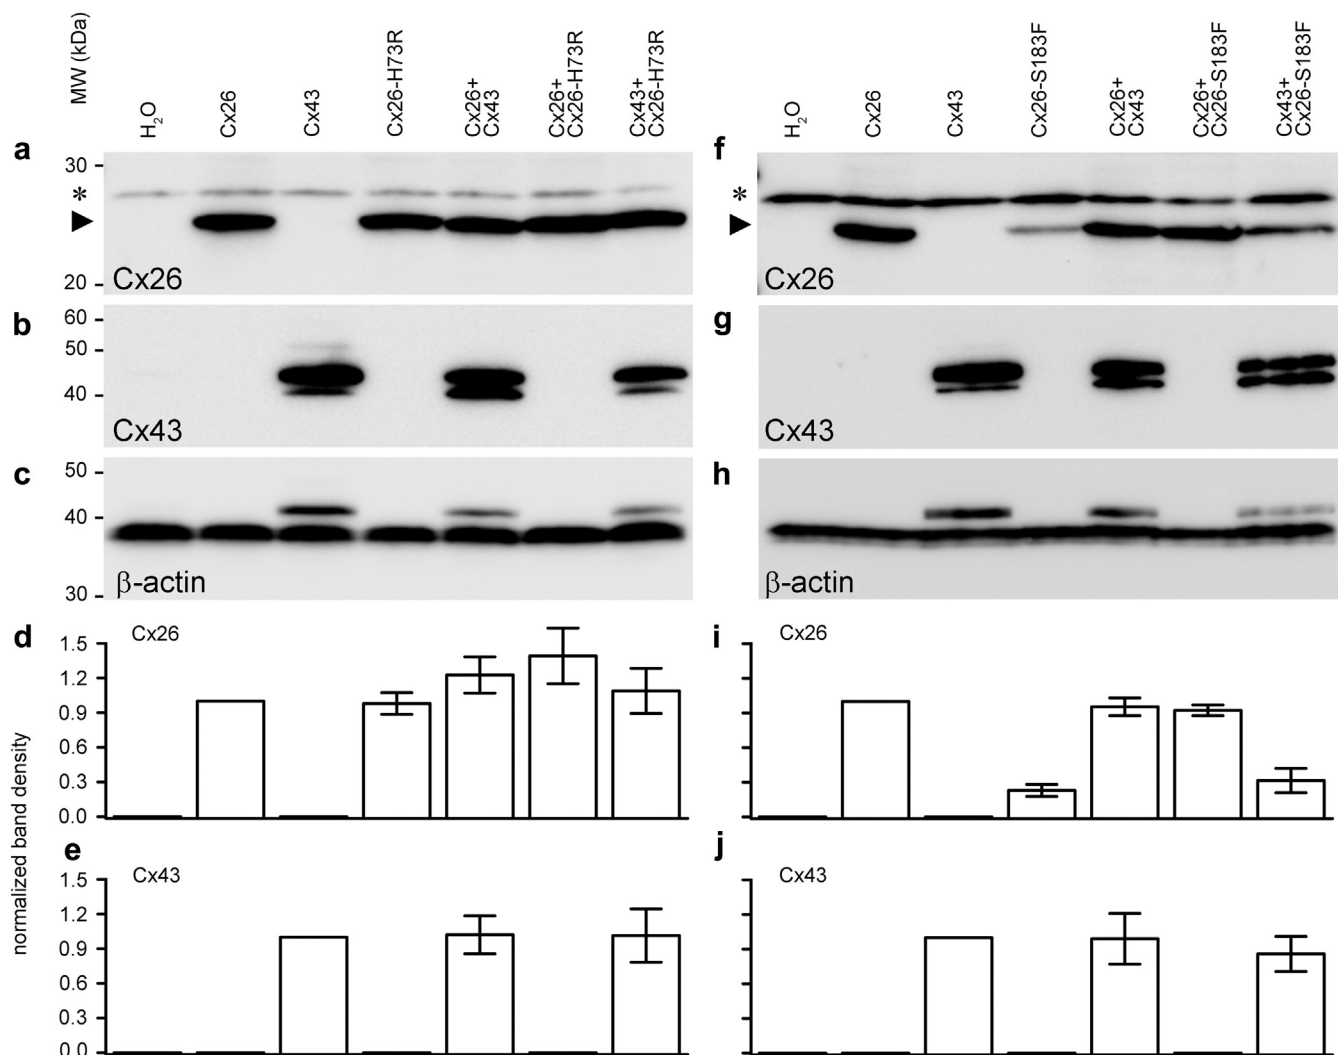 MW (kDa)
H2O
Cx26
Cx43
Cx26-H73R
Cx26+
Cx43
Cx26+
Cx26-H73R
Cx43+
Cx26-H73R
H2O
Cx26
Cx43
Cx26-S183F
Cx26+
Cx43
Cx26+
Cx26-S183F
Cx43+
Cx26-S183F
a
30
*
20
Cx26
f
*
Cx26
b
60
50
40
Cx43
g
Cx43
c
50
40
30
β-actin
h
β-actin
normalized band density
d
Cx26
1.5
1.2
0.9
0.6
0.3
0.0
i
Cx26
e
Cx43
1.5
1.2
0.9
0.6
0.3
0.0
j
Cx43